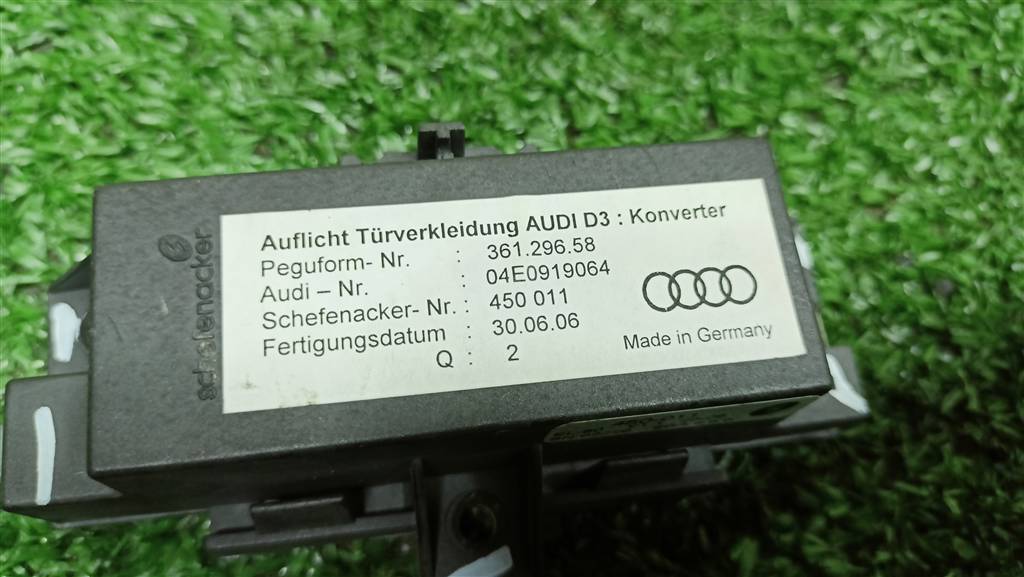 schefenacker
Auflicht Türverkleidung AUDI D3 : Konverter
Peguform- Nr. : 361.296.58
Audi – Nr. : 04E0919064
Schefenacker- Nr. : 450 011
Fertigungsdatum : 30.06.06
Q : 2
Made in Germany